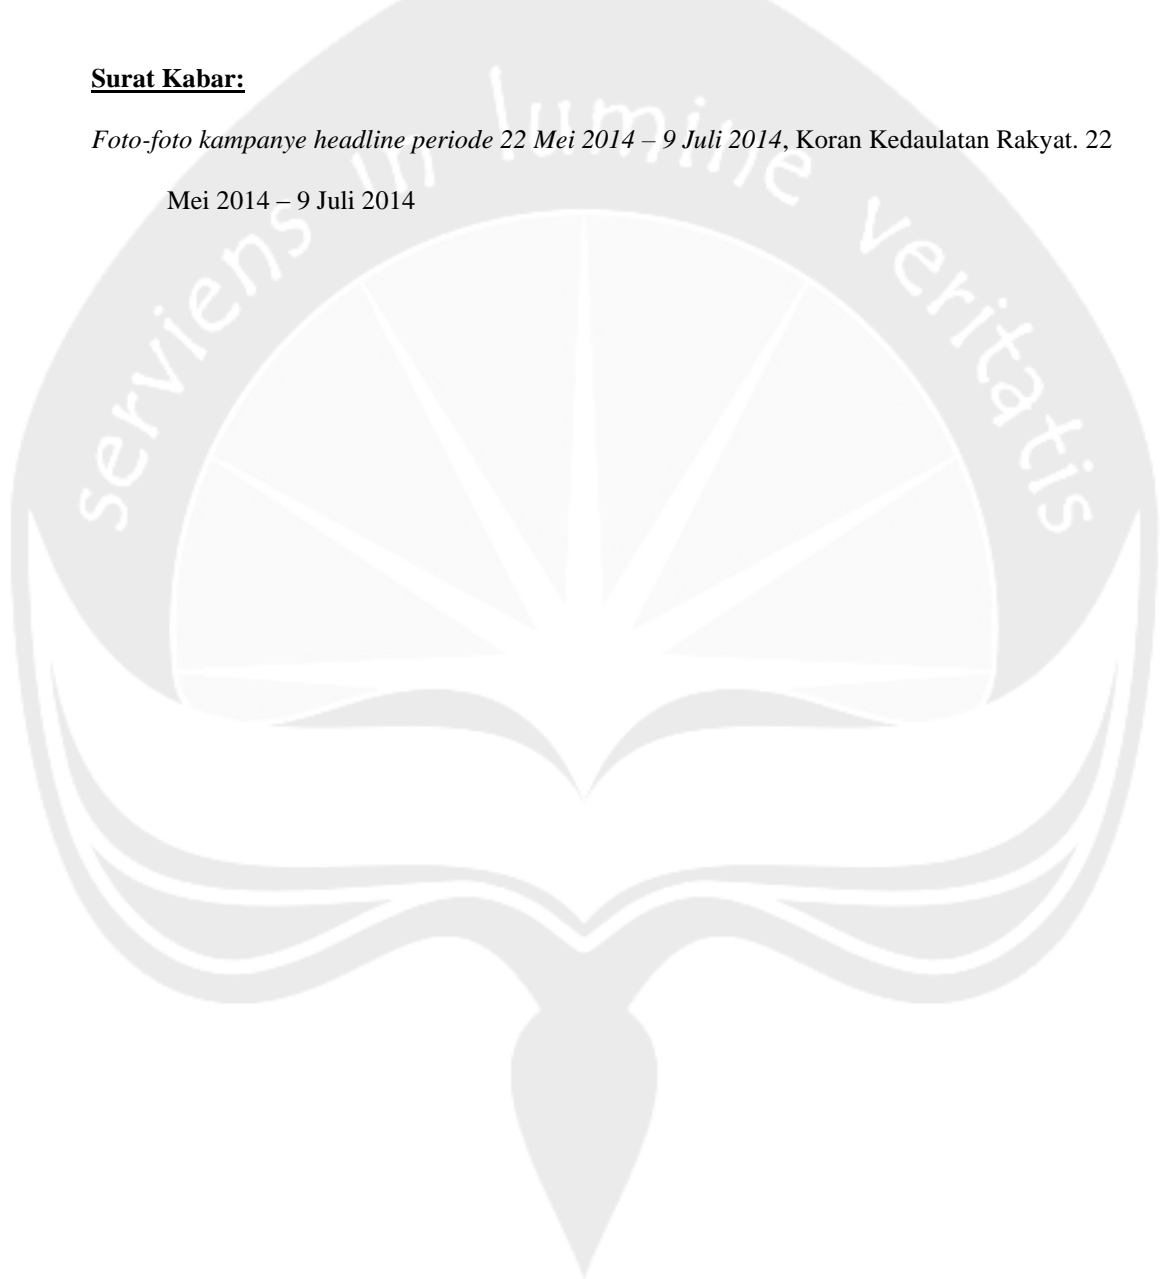 Surat Kabar:
Foto-foto kampanye headline periode 22 Mei 2014 – 9 Juli 2014, Koran Kedaulatan Rakyat. 22
Mei 2014 – 9 Juli 2014
serviens in lumine veritatis